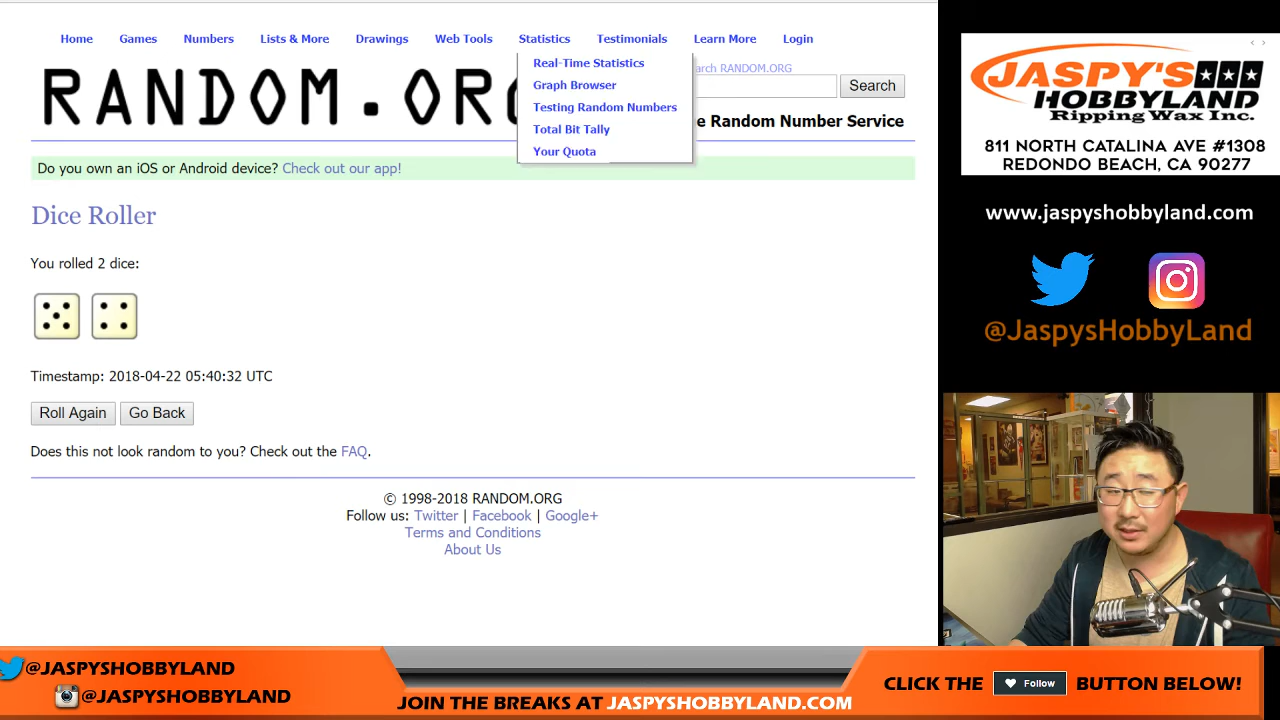 Home Games Numbers Lists & More Drawings Web Tools Statistics Testimonials Learn More Login
Real-Time Statistics
Graph Browser
Testing Random Numbers
Total Bit Tally
Your Quota
RANDOM.ORG
arch RANDOM.ORG
Search
e Random Number Service
Do you own an iOS or Android device? Check out our app!
Dice Roller
You rolled 2 dice:
Timestamp: 2018-04-22 05:40:32 UTC
Roll Again Go Back
Does this not look random to you? Check out the FAQ.
© 1998-2018 RANDOM.ORG
Follow us: Twitter | Facebook | Google+
Terms and Conditions
About Us
JASPY'S
HOBBYLAND
Ripping Wax Inc.
811 NORTH CATALINA AVE #1308
REDONDO BEACH, CA 90277
www.jaspyshobbyland.com
@JaspysHobbyLand
@JASPYSHOBBYLAND
@JASPYSHOBBYLAND
JOIN THE BREAKS AT JASPYSHOBBYLAND.COM
CLICK THE Follow BUTTON BELOW!